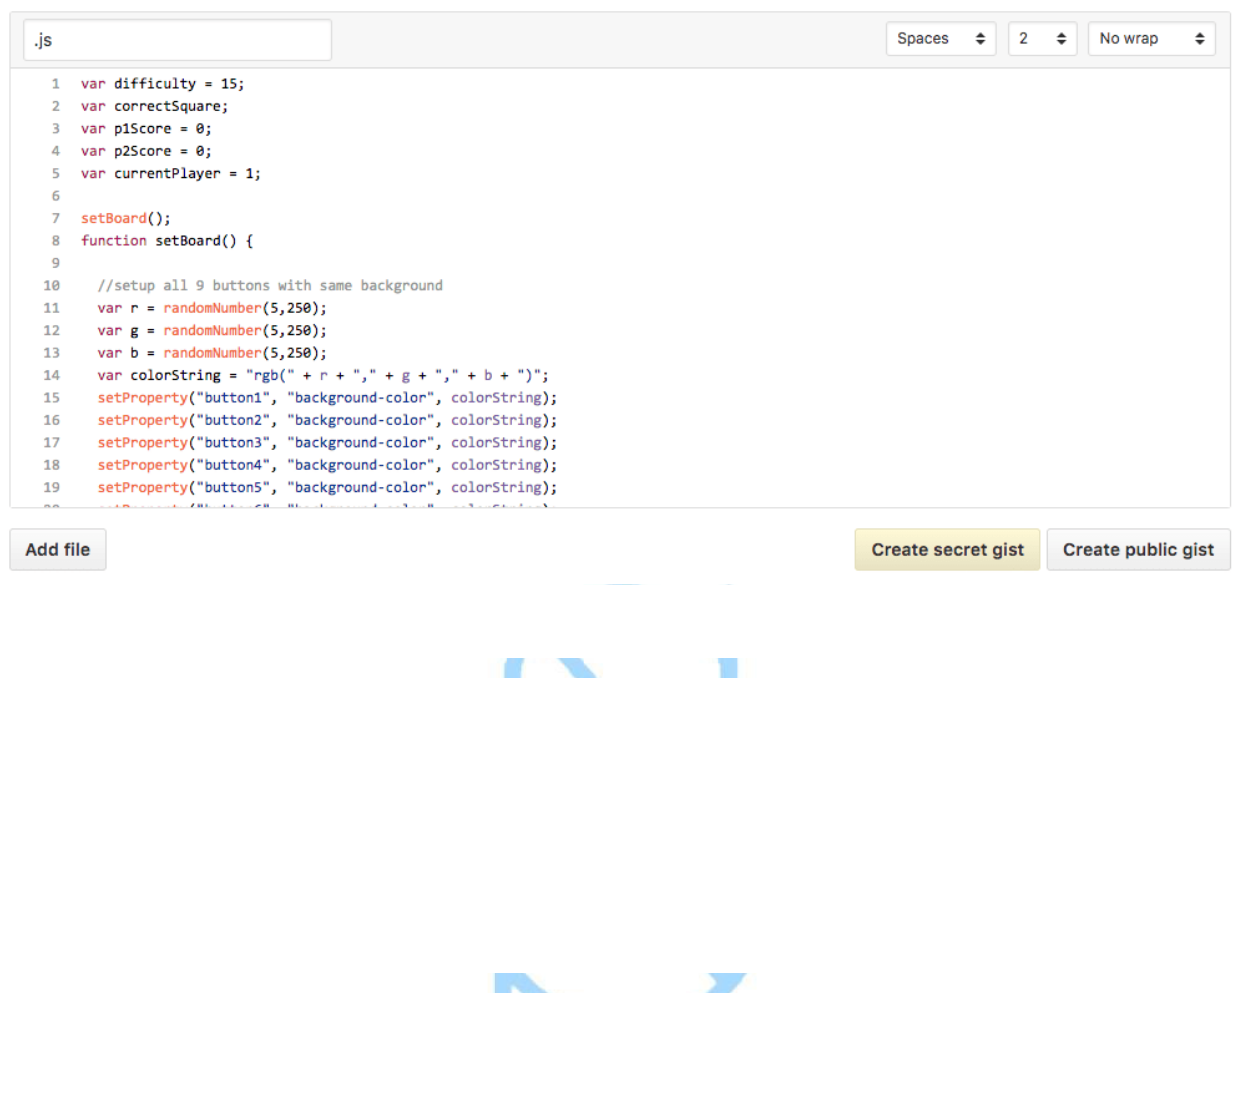 .js
Spaces 2 No wrap
1 var difficulty = 15;
2 var correctSquare;
3 var p1Score = 0;
4 var p2Score = 0;
5 var currentPlayer = 1;
6
7 setBoard();
8 function setBoard() {
9
10 //setup all 9 buttons with same background
11 var r = randomNumber(5,250);
12 var g = randomNumber(5,250);
13 var b = randomNumber(5,250);
14 var colorString = "rgb(" + r + "," + g + "," + b + ")";
15 setProperty("button1", "background-color", colorString);
16 setProperty("button2", "background-color", colorString);
17 setProperty("button3", "background-color", colorString);
18 setProperty("button4", "background-color", colorString);
19 setProperty("button5", "background-color", colorString);
Add file Create secret gist Create public gist